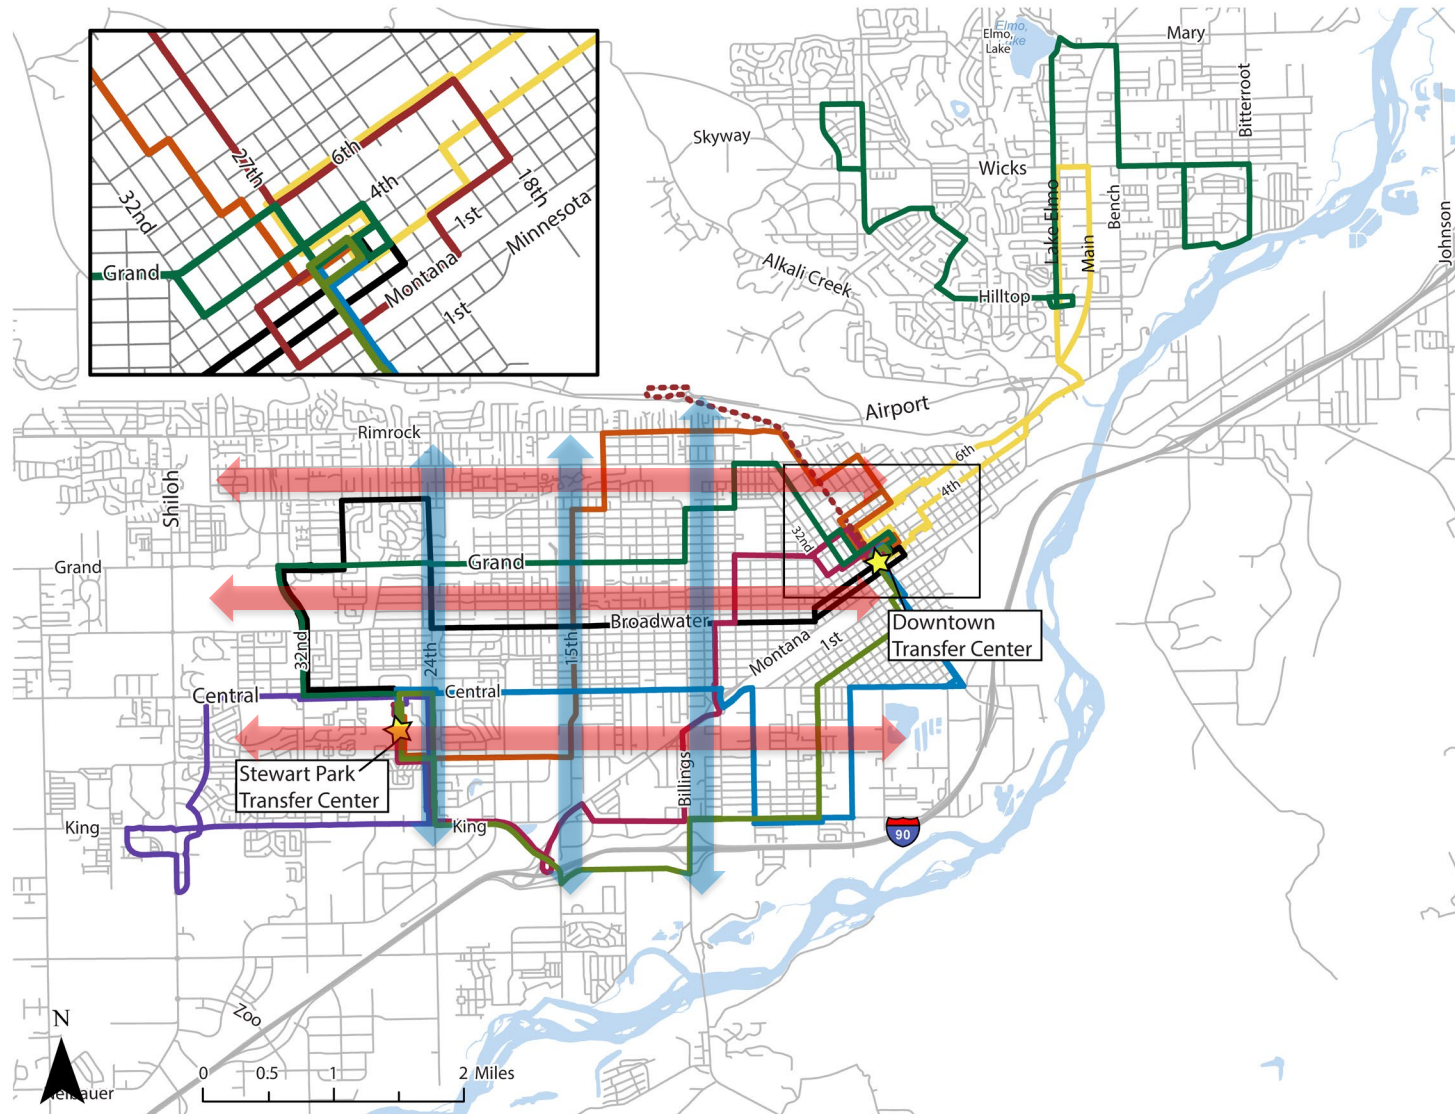 Elmo,
Lake
Elmo,
Lake
Mary
Bitterroot
Skyway
Wicks
Lake Elmo
Bench
Main
Johnson
Alkali Creek
Hilltop
27th
6th
4th
18th
32nd
1st
Minnesota
Grand
Montana
1st
Airport
Rimrock
Shiloh
6th
4th
32nd
Grand
Grand
Broadwater
Downtown
Transfer Center
Montana
1st
32nd
24th
15th
Central
Central
Stewart Park
Transfer Center
Billings
King
King
90
Zoo
N
Neibauer
0 0.5 1 2 Miles